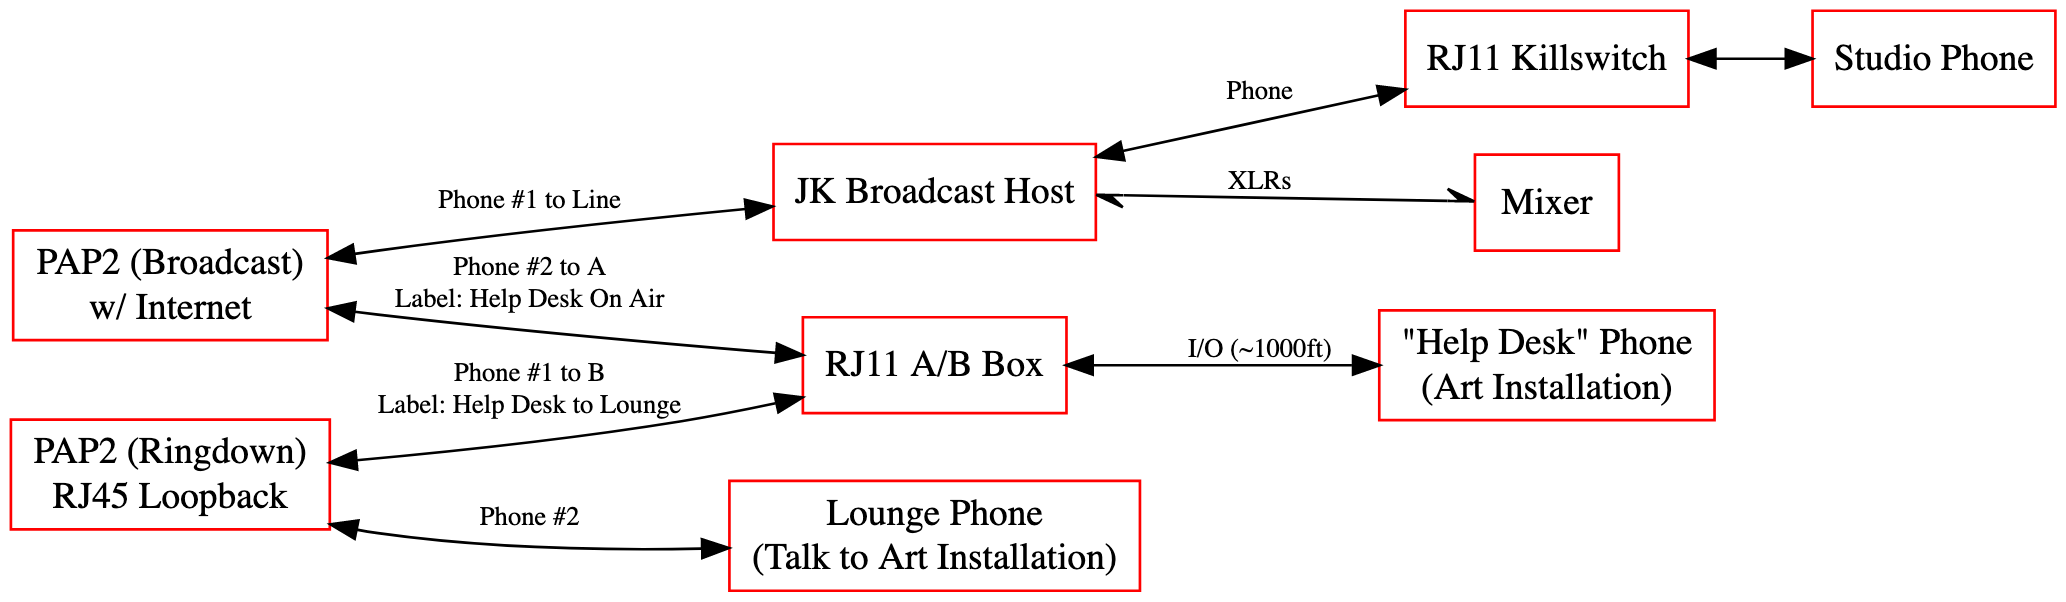 RJ11 Killswitch
Studio Phone
Phone
JK Broadcast Host
XLRs
Mixer
Phone #1 to Line
PAP2 (Broadcast)
w/ Internet
Phone #2 to A
Label: Help Desk On Air
RJ11 A/B Box
I/O (~1000ft)
"Help Desk" Phone
(Art Installation)
Phone #1 to B
Label: Help Desk to Lounge
PAP2 (Ringdown)
RJ45 Loopback
Phone #2
Lounge Phone
(Talk to Art Installation)